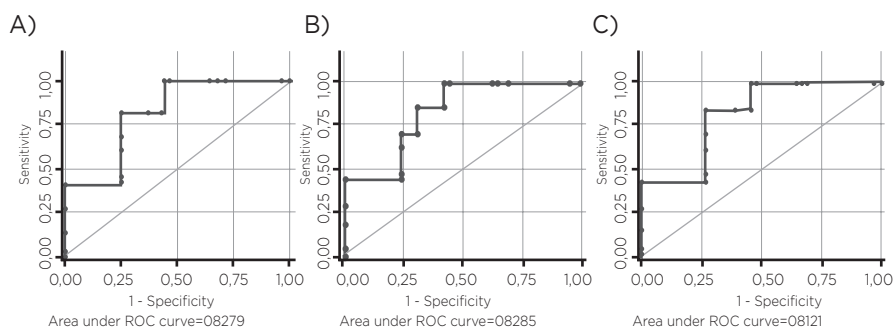 A)
Sensitivity
1,00
0,75
0,50
0,25
0,00
0,00 0,25 0,50 0,75 1,00
1 - Specificity
Area under ROC curve=08279
B)
Sensitivity
1,00
0,75
0,50
0,25
0,00
0,00 0,25 0,50 0,75 1,00
1 - Specificity
Area under ROC curve=08285
C)
Sensitivity
1,00
0,75
0,50
0,25
0,00
0,00 0,25 0,50 0,75 1,00
1 - Specificity
Area under ROC curve=08121